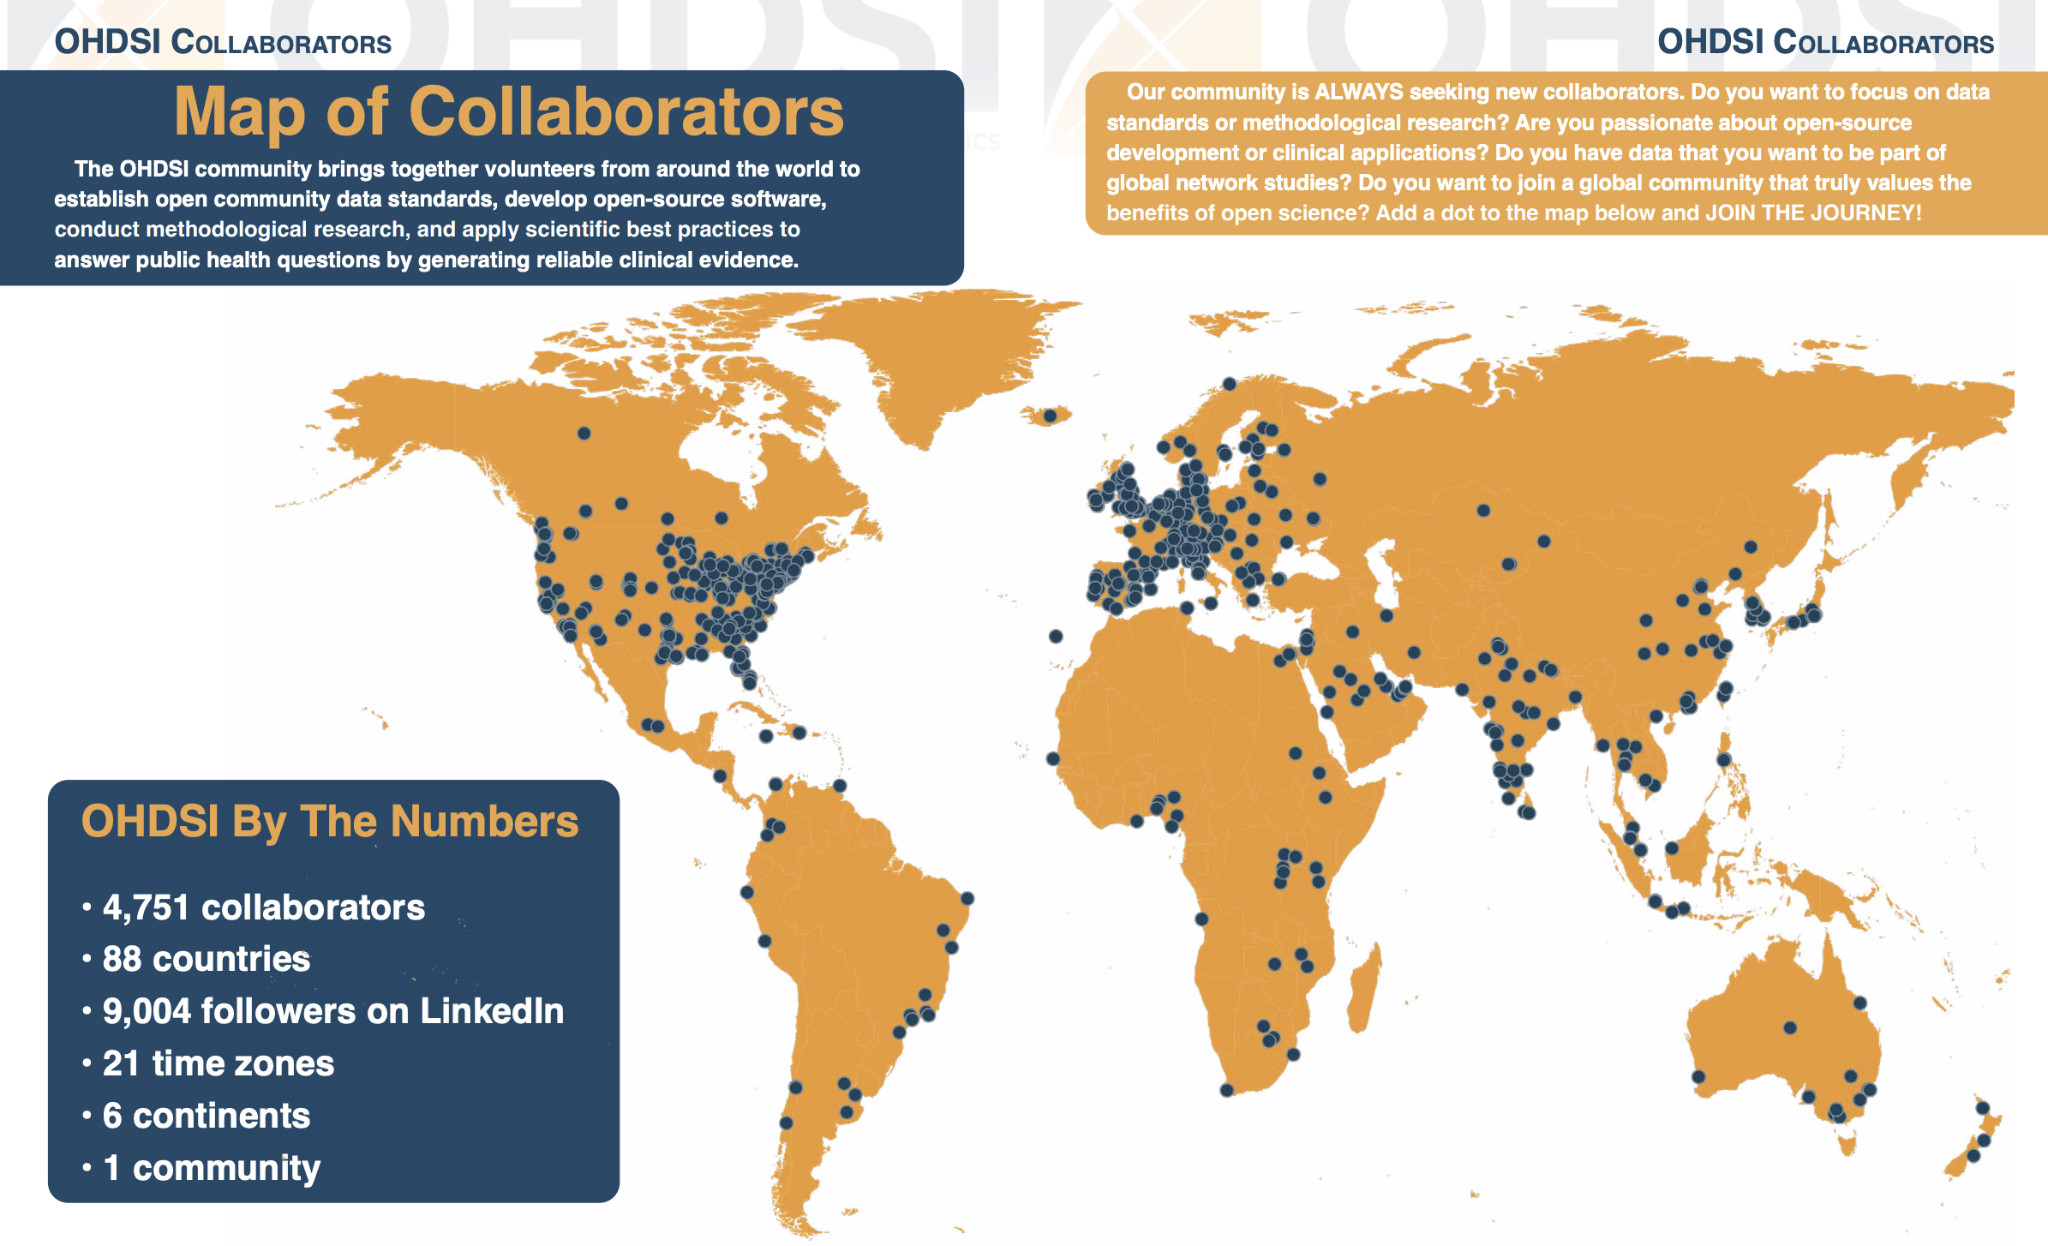 OHDSI COLLABORATORS
Map of Collaborators
The OHDSI community brings together volunteers from around the world to
establish open community data standards, develop open-source software,
conduct methodological research, and apply scientific best practices to
answer public health questions by generating reliable clinical evidence.
OHDSI COLLABORATORS
Our community is ALWAYS seeking new collaborators. Do you want to focus on data
standards or methodological research? Are you passionate about open-source
development or clinical applications? Do you have data that you want to be part of
global network studies? Do you want to join a global community that truly values the
benefits of open science? Add a dot to the map below and JOIN THE JOURNEY!
OHDSI
OHDSI
ICS
OHDSI By The Numbers
• 4,751 collaborators
• 88 countries
• 9,004 followers on LinkedIn
• 21 time zones
• 6 continents
• 1 community